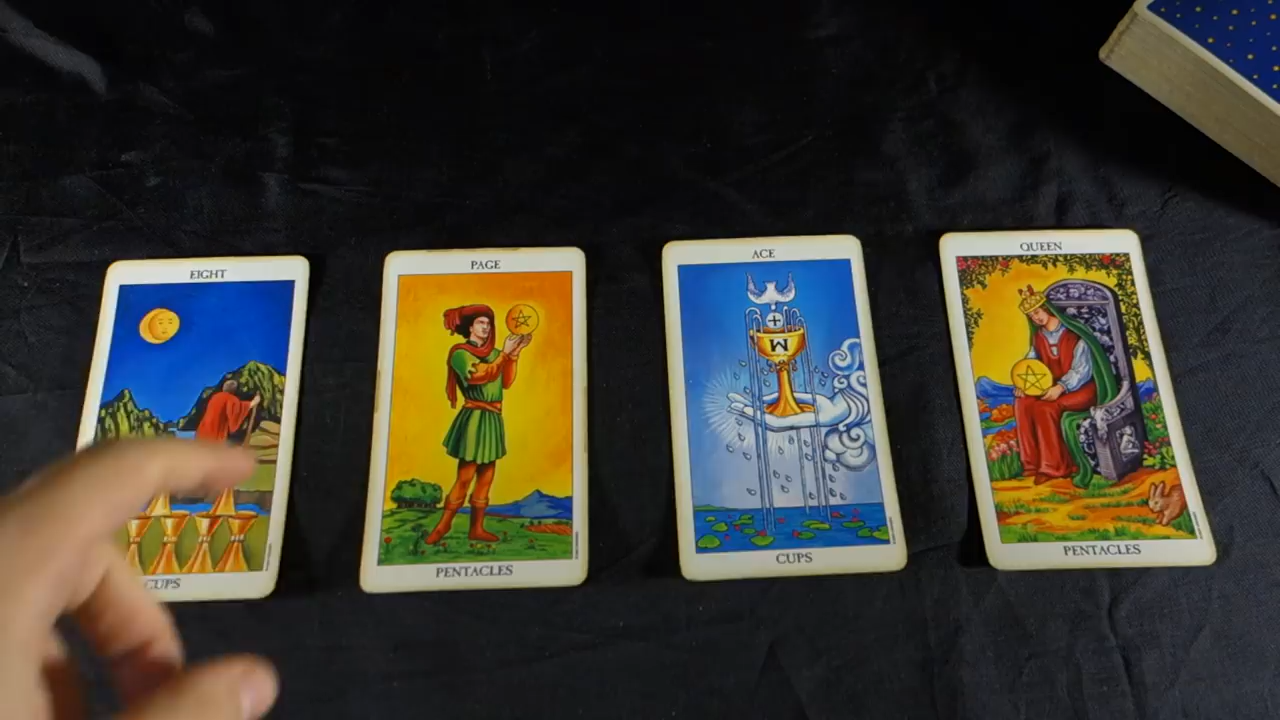 EIGHT
CUPS
PAGE
PENTACLES
ACE
CUPS
QUEEN
PENTACLES